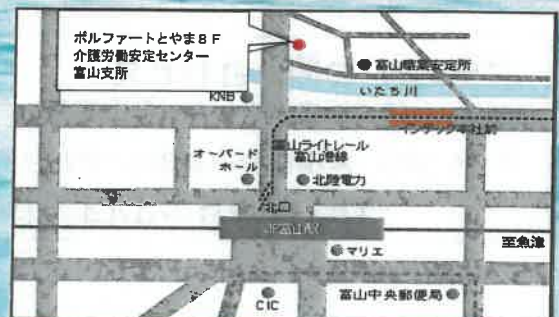 ボルファートとやま8F
介護労働安定センター
富山支所
富山職業安定所
いたち川
KNB
インテック本社前
オーバード
ホール
富山ライトレール
富山港線
北陸電力
北口
JR富山駅
至魚津
マリエ
CIC
富山中央郵便局